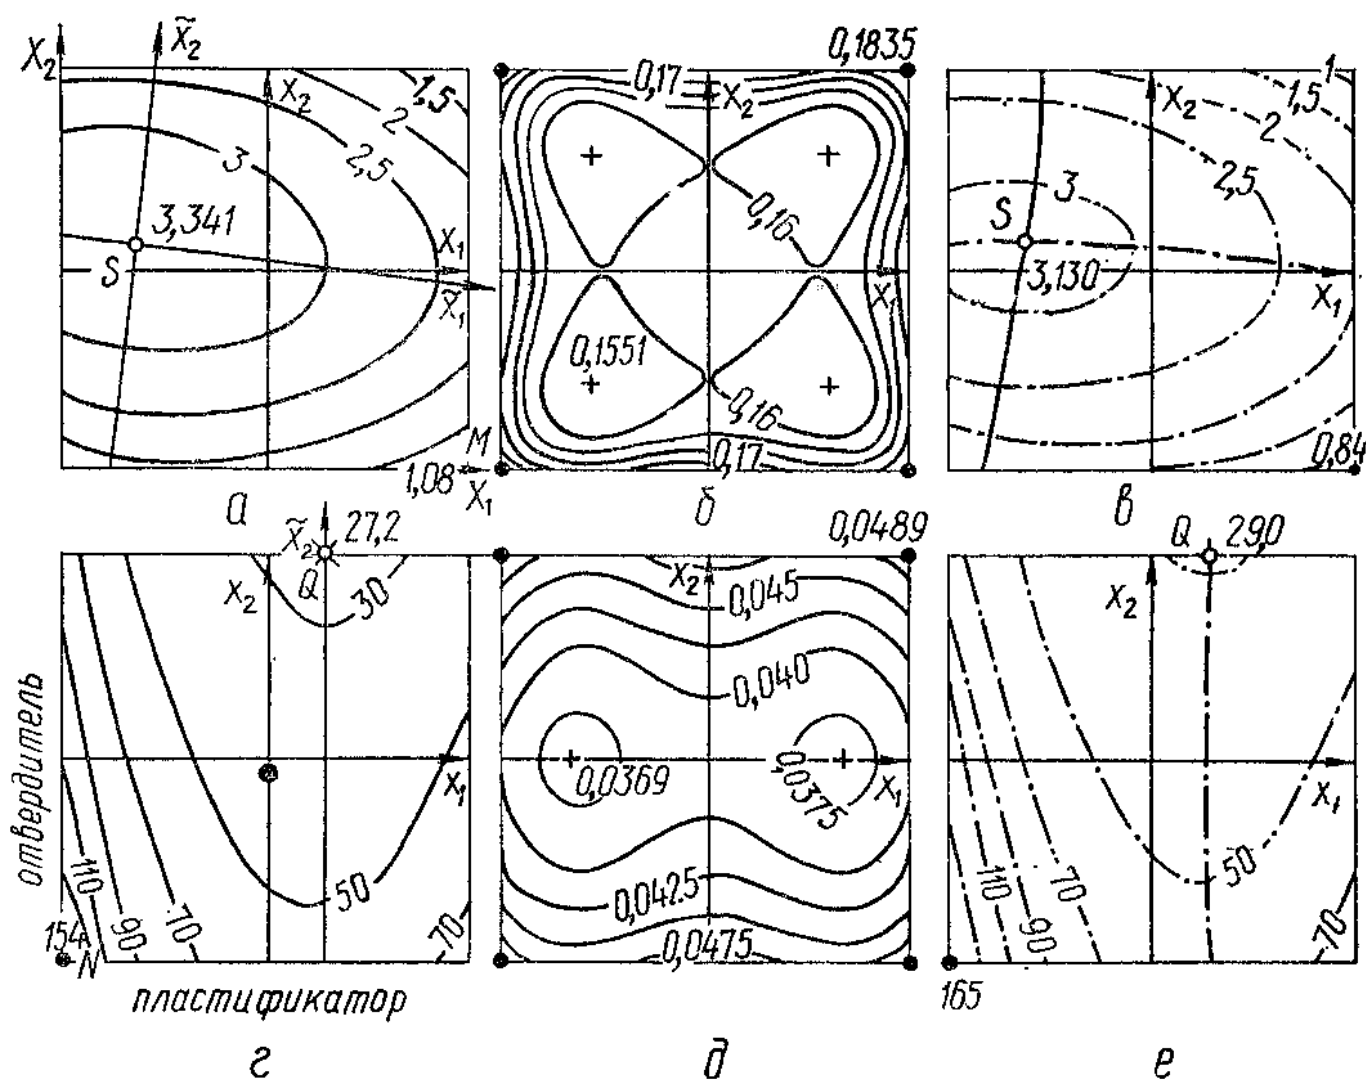 X₂ x̃₂ x₂ 1,5 2 2,5 3
3,341 S x₁ x̃₁
M 1,08 x₁
а
0,1835
0,17 x₂
0,16 x₁
0,1551
0,16
0,17
б
1 1,5 2 2,5 3
x₂ S
3,130 x₁
0,84
в
x̃₂ 27,2
Q x₂ 30
x₁
110 90 70 50 70
154 N
отвердитель
пластификатор
г
0,0489
x₂ 0,045
0,040
0,0369 0,0375 x₁
0,0425
0,0475
д
Q 29,0
x₂
x₁
110 90 70 50 70
165
е